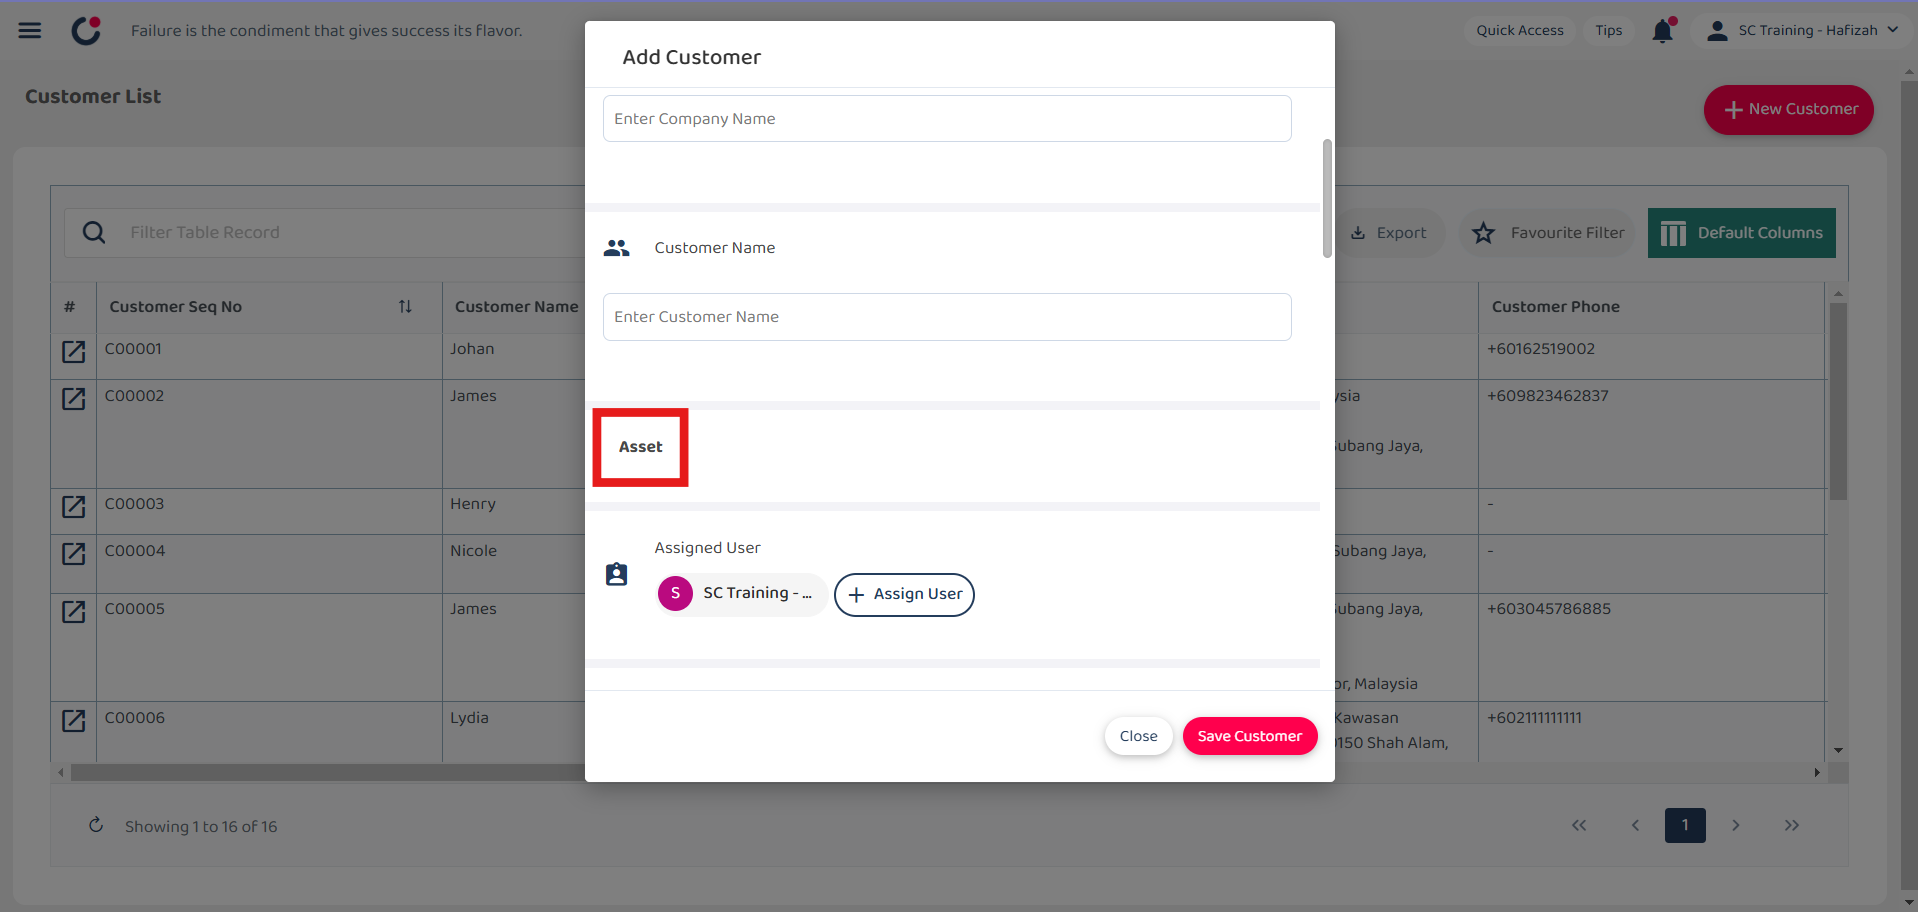 Failure is the condiment that gives success its flavor.
Quick Access
Tips
SC Training - Hafizah
Customer List
New Customer
Add Customer
Enter Company Name
Customer Name
Enter Customer Name
Asset
Assigned User
S
SC Training - ...
Assign User
Close
Save Customer
Filter Table Record
Export
Favourite Filter
Default Columns
# Customer Seq No Customer Name Customer Phone
C00001 Johan +60162519002
C00002 James ysia +609823462837
Subang Jaya,
C00003 Henry -
C00004 Nicole Subang Jaya, -
C00005 James Subang Jaya, +603045786885
or, Malaysia
C00006 Lydia Kawasan +602111111111
0150 Shah Alam,
Showing 1 to 16 of 16
1